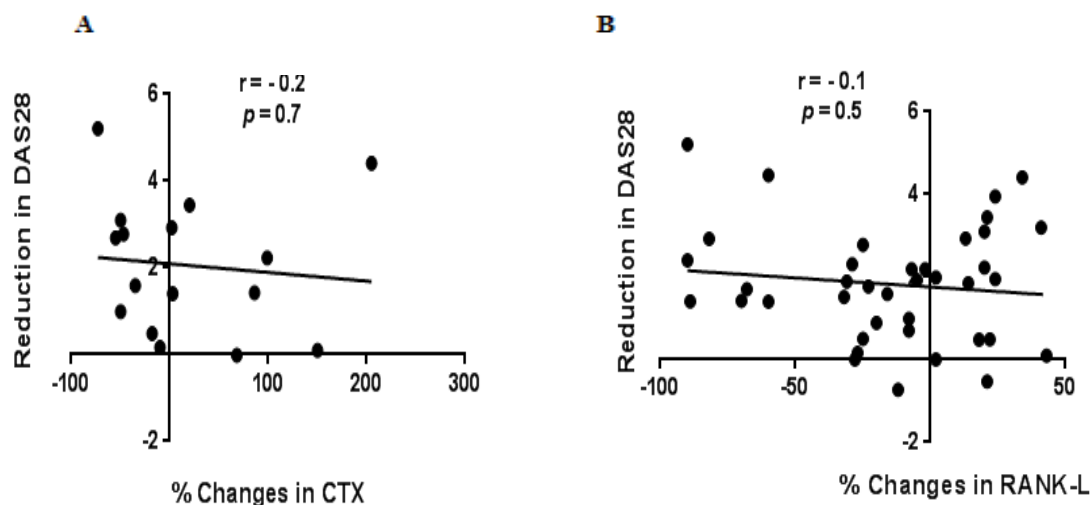 A
r = - 0.2
p = 0.7
Reduction in DAS28
6
4
2
-2
-100
100
200
300
% Changes in CTX
B
r = - 0.1
p = 0.5
Reduction in DAS28
6
4
2
-2
-100
-50
50
% Changes in RANK-L